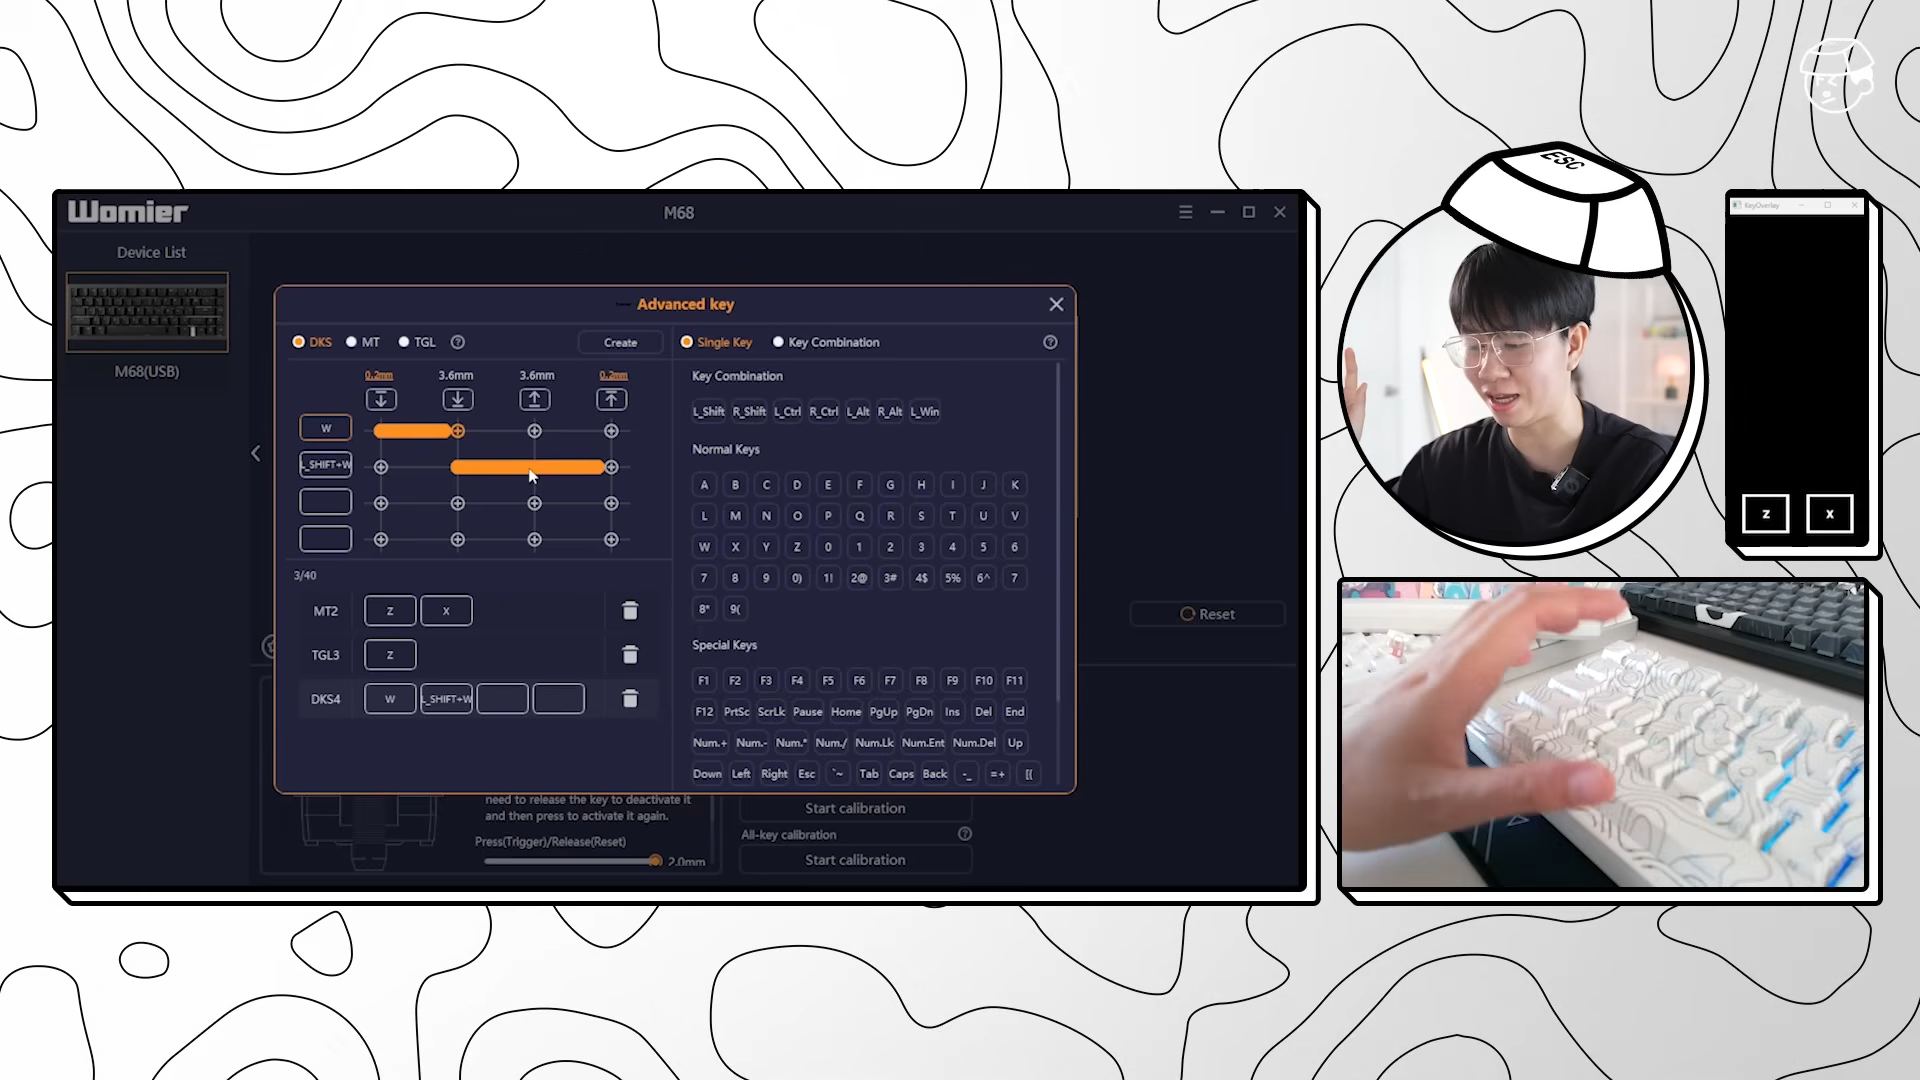 ESC
Womier
M68
KeyOverlay
Device List
M68(USB)
Advanced key
DKS MT TGL Create
Single Key Key Combination
0.2mm 3.6mm 3.6mm 0.2mm
W
L_SHIFT+W
3/40
MT2 Z X
TGL3 Z
DKS4 W L_SHIFT+W
Key Combination
L_Shift R_Shift L_Ctrl R_Ctrl L_Alt R_Alt L_Win
Normal Keys
A B C D E F G H I J K
L M N O P Q R S T U V
W X Y Z 0 1 2 3 4 5 6
7 8 9 0) 1! 2@ 3# 4$ 5% 6^ 7
8* 9(
Special Keys
F1 F2 F3 F4 F5 F6 F7 F8 F9 F10 F11
F12 PrtSc ScrLk Pause Home PgUp PgDn Ins Del End
Num.+ Num.- Num.* Num./ Num.Lk Num.Ent Num.Del Up
Down Left Right Esc `~ Tab Caps Back -_ =+ [{
Reset
need to release the key to deactivate it
and then press to activate it again.
Press(Trigger)/Release(Reset)
2.0mm
Start calibration
All-key calibration
Start calibration
z x